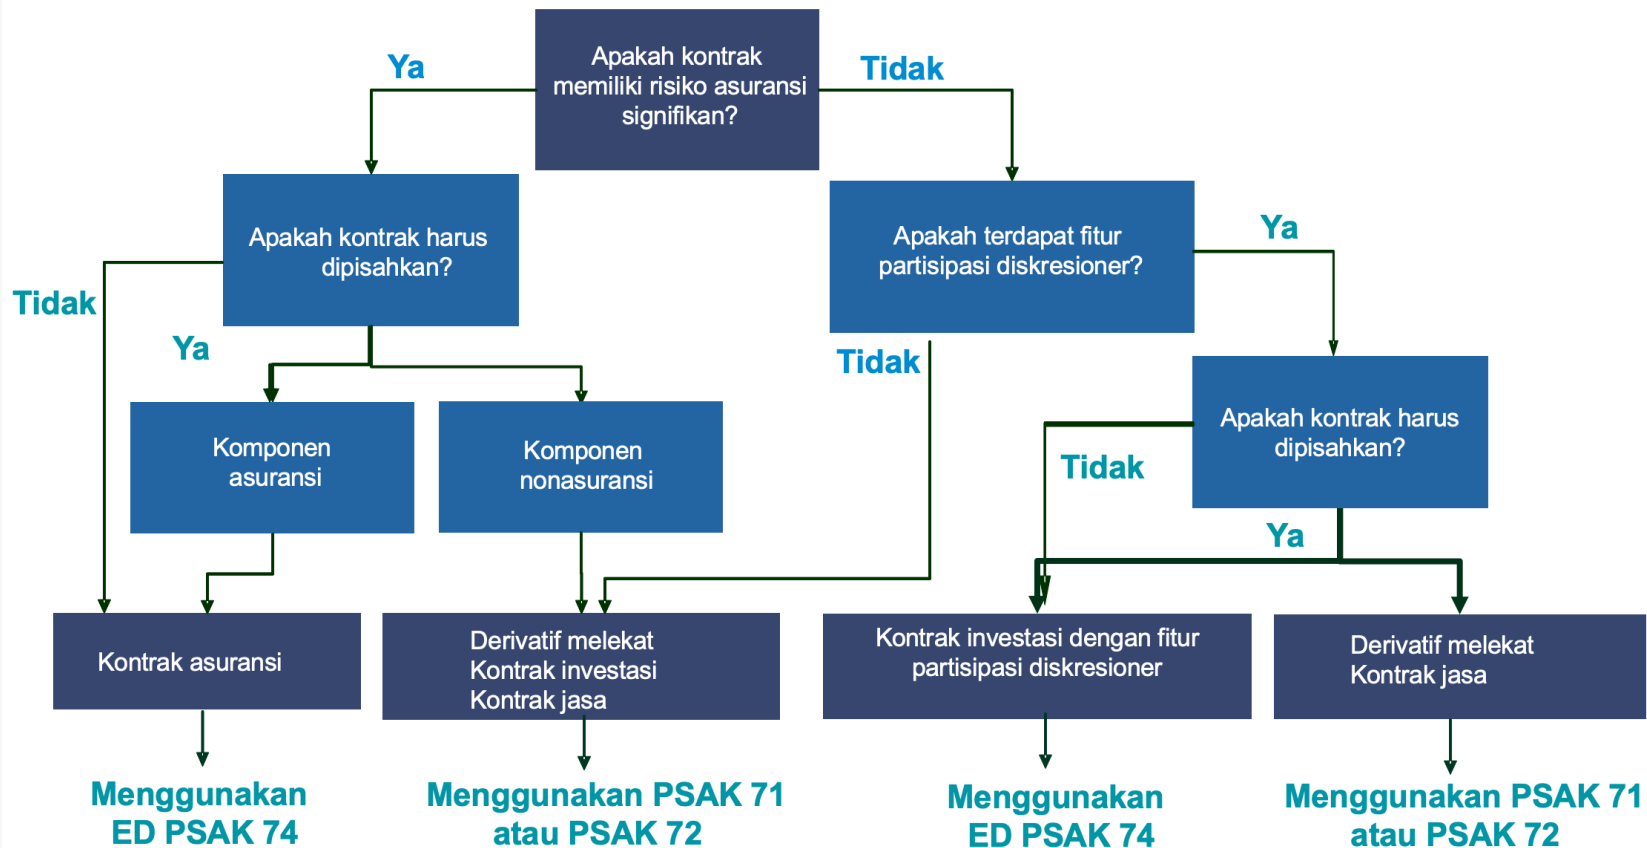 Apakah kontrak
memiliki risiko asuransi
signifikan?
Ya
Tidak
Apakah kontrak harus
dipisahkan?
Apakah terdapat fitur
partisipasi diskresioner?
Ya
Tidak
Ya
Tidak
Apakah kontrak harus
dipisahkan?
Komponen
asuransi
Komponen
nonasuransi
Tidak
Ya
Kontrak asuransi
Derivatif melekat
Kontrak investasi
Kontrak jasa
Kontrak investasi dengan fitur
partisipasi diskresioner
Derivatif melekat
Kontrak jasa
Menggunakan
ED PSAK 74
Menggunakan PSAK 71
atau PSAK 72
Menggunakan
ED PSAK 74
Menggunakan PSAK 71
atau PSAK 72